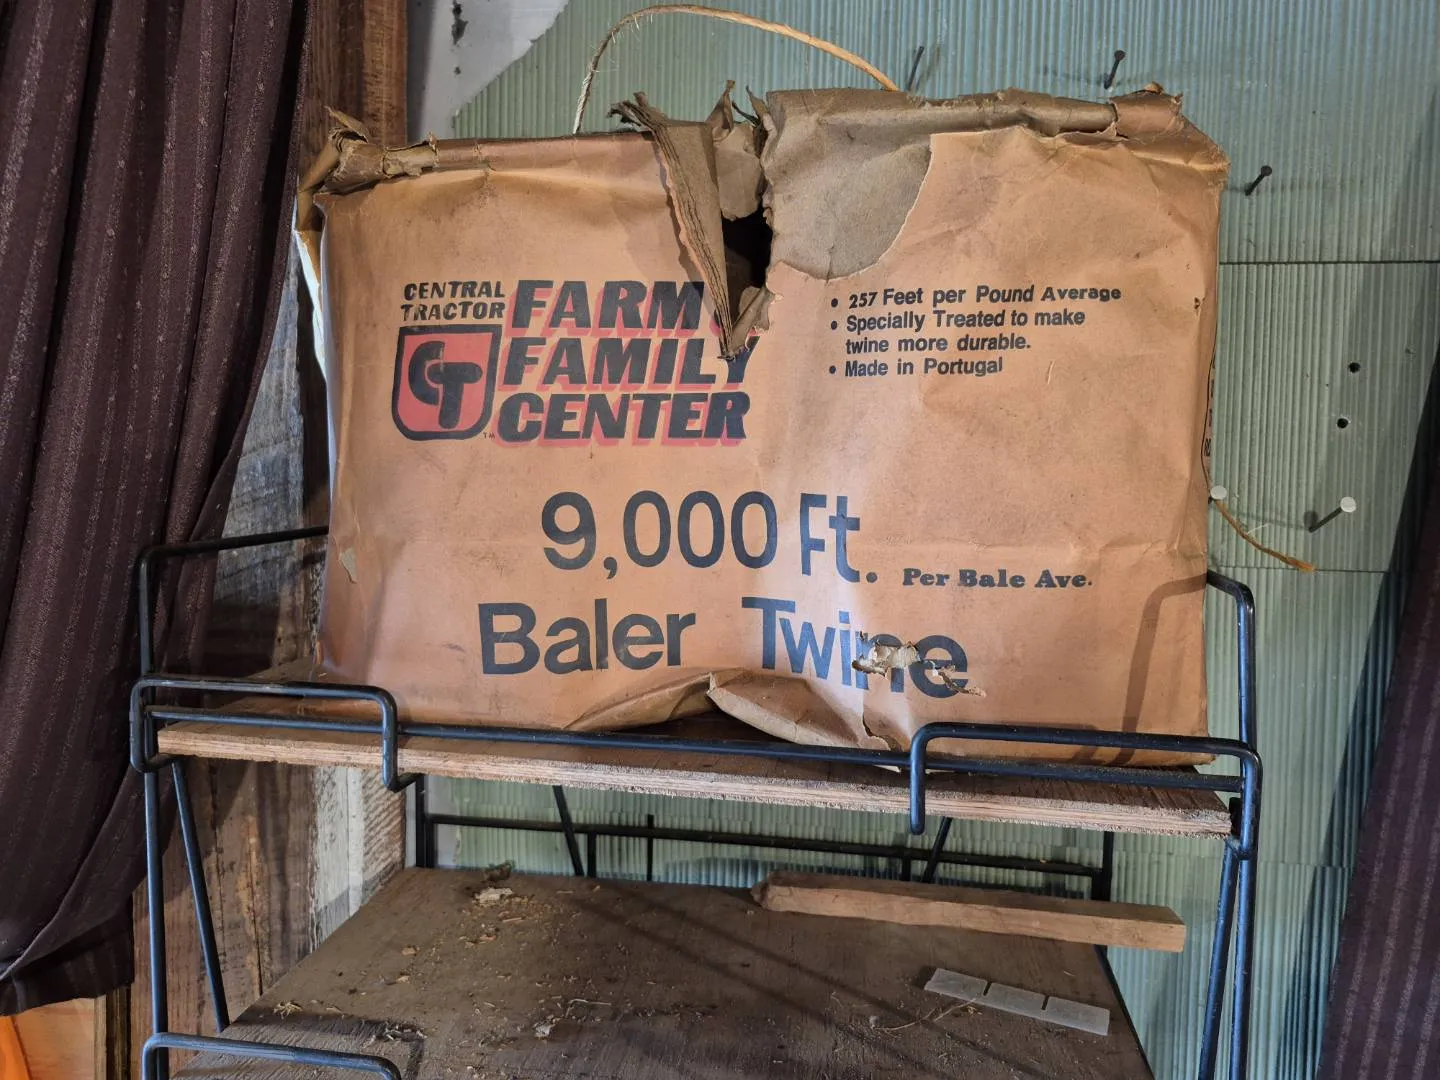 CENTRAL
TRACTOR
CT
TM
FARM
FAMILY
CENTER
• 257 Feet per Pound Average
• Specially Treated to make
twine more durable.
• Made in Portugal
9,000 Ft.
Per Bale Ave.
Baler Twine